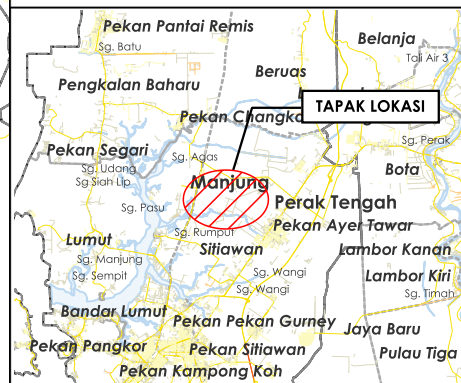 Pekan Pantai Remis
Sg. Batu
Belanja
Tali Air 3
Beruas
Pengkalan Baharu
TAPAK LOKASI
Pekan Changka
Sg. Perak
Pekan Segari
Sg. Agas
Sg. Udang
Sg Siah Lip
Bota
Manjung
Sg. Pasu
Perak Tengah
Pekan Ayer Tawar
Sg. Rumput
Lumut
Sitiawan
Lambor Kanan
Sg. Manjung
Sg. Sempit
Sg. Wangi
Lambor Kiri
Sg. Wangi
Sg. Timah
Bandar Lumut
Pekan Pekan Gurney
Jaya Baru
Pekan Pangkor
Pekan Sitiawan
Pulau Tiga
Pekan Kampong Koh